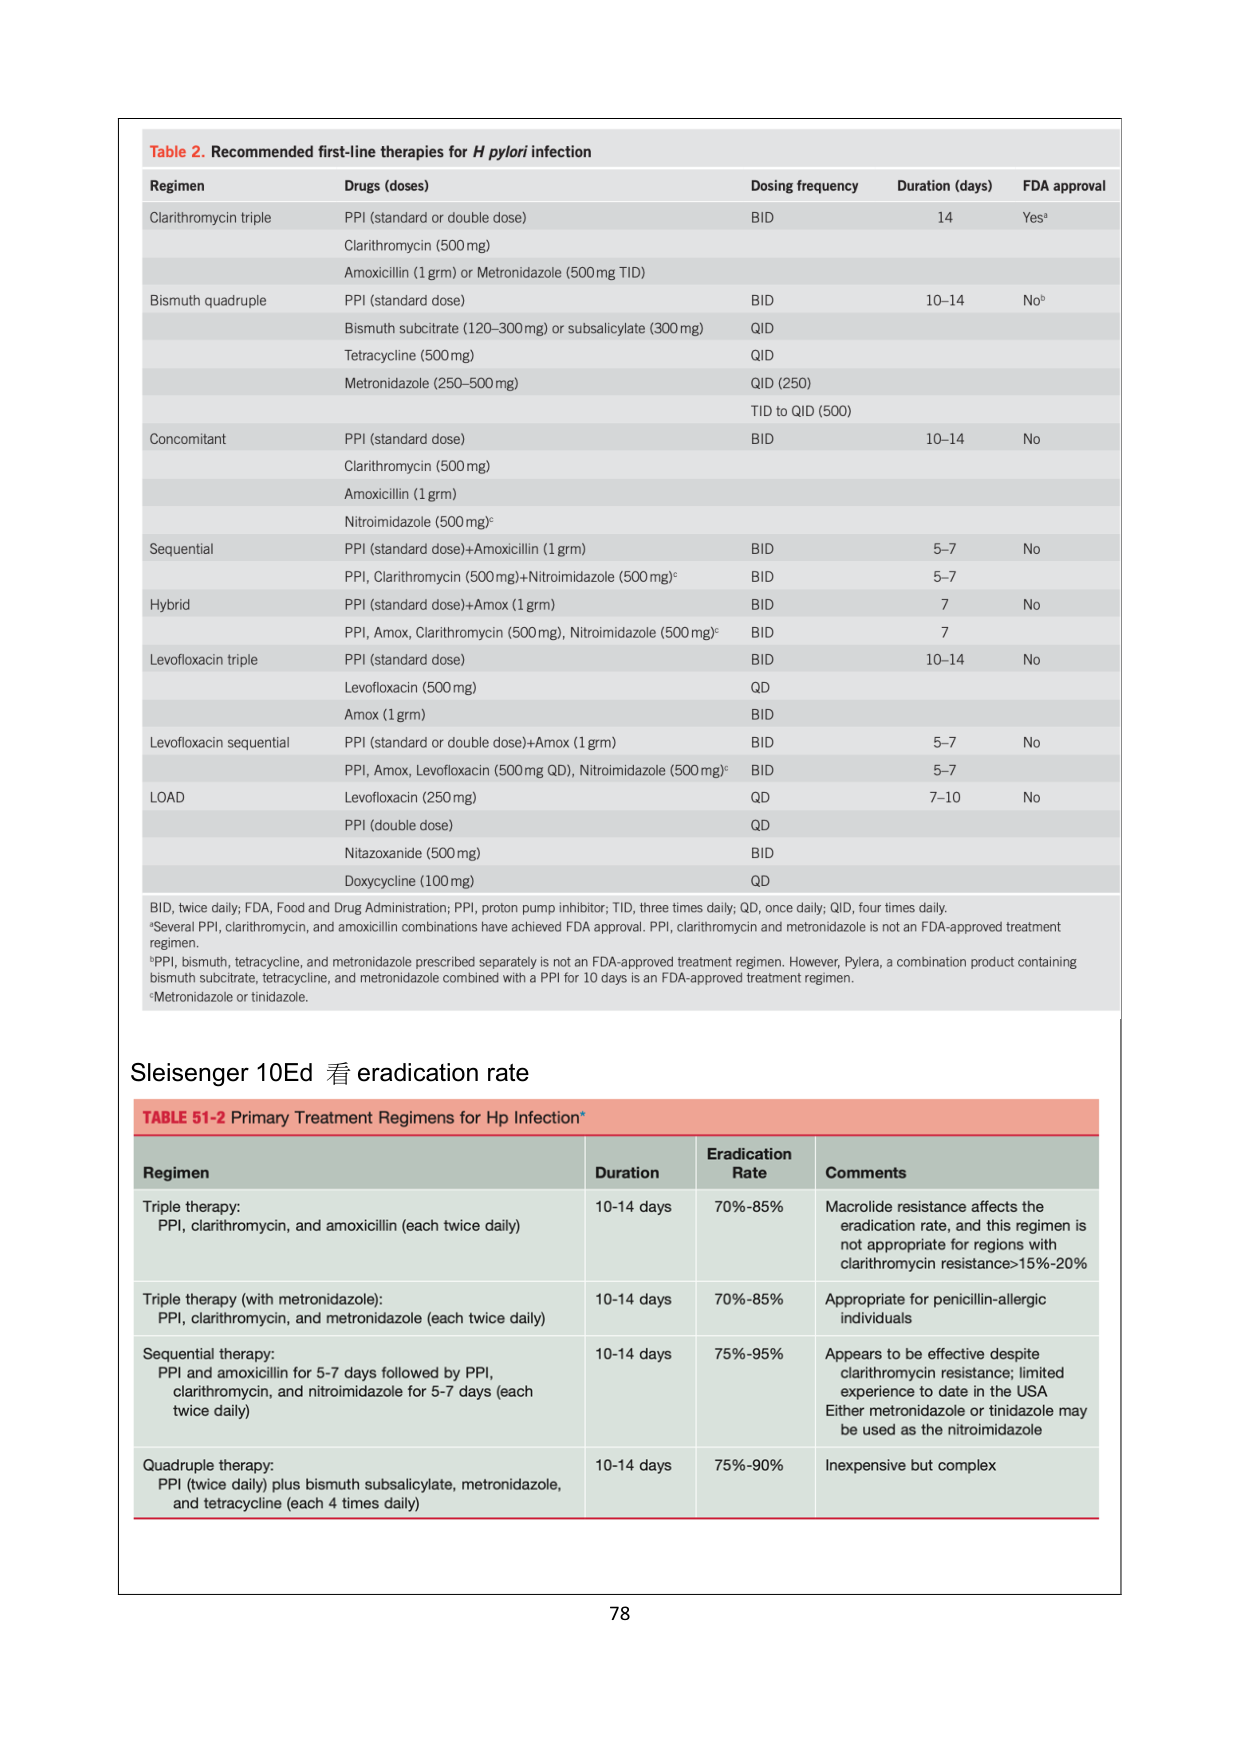 Table 2. Recommended first-line therapies for H pylori infection
Regimen Drugs (doses) Dosing frequency Duration (days) FDA approval
Clarithromycin triple PPI (standard or double dose) BID 14 Yesᵃ
Clarithromycin (500 mg)
Amoxicillin (1 grm) or Metronidazole (500 mg TID)
Bismuth quadruple PPI (standard dose) BID 10–14 Noᵇ
Bismuth subcitrate (120–300 mg) or subsalicylate (300 mg) QID
Tetracycline (500 mg) QID
Metronidazole (250–500 mg) QID (250)
TID to QID (500)
Concomitant PPI (standard dose) BID 10–14 No
Clarithromycin (500 mg)
Amoxicillin (1 grm)
Nitroimidazole (500 mg)ᶜ
Sequential PPI (standard dose)+Amoxicillin (1 grm) BID 5–7 No
PPI, Clarithromycin (500 mg)+Nitroimidazole (500 mg)ᶜ BID 5–7
Hybrid PPI (standard dose)+Amox (1 grm) BID 7 No
PPI, Amox, Clarithromycin (500 mg), Nitroimidazole (500 mg)ᶜ BID 7
Levofloxacin triple PPI (standard dose) BID 10–14 No
Levofloxacin (500 mg) QD
Amox (1 grm) BID
Levofloxacin sequential PPI (standard or double dose)+Amox (1 grm) BID 5–7 No
PPI, Amox, Levofloxacin (500 mg QD), Nitroimidazole (500 mg)ᶜ BID 5–7
LOAD Levofloxacin (250 mg) QD 7–10 No
PPI (double dose) QD
Nitazoxanide (500 mg) BID
Doxycycline (100 mg) QD
BID, twice daily; FDA, Food and Drug Administration; PPI, proton pump inhibitor; TID, three times daily; QD, once daily; QID, four times daily.
ᵃSeveral PPI, clarithromycin, and amoxicillin combinations have achieved FDA approval. PPI, clarithromycin and metronidazole is not an FDA-approved treatment
regimen.
ᵇPPI, bismuth, tetracycline, and metronidazole prescribed separately is not an FDA-approved treatment regimen. However, Pylera, a combination product containing
bismuth subcitrate, tetracycline, and metronidazole combined with a PPI for 10 days is an FDA-approved treatment regimen.
ᶜMetronidazole or tinidazole.
Sleisenger 10Ed 看 eradication rate
TABLE 51-2 Primary Treatment Regimens for Hp Infection*
Eradication
Regimen Duration Rate Comments
Triple therapy: 10-14 days 70%-85% Macrolide resistance affects the
PPI, clarithromycin, and amoxicillin (each twice daily) eradication rate, and this regimen is
not appropriate for regions with
clarithromycin resistance>15%-20%
Triple therapy (with metronidazole): 10-14 days 70%-85% Appropriate for penicillin-allergic
PPI, clarithromycin, and metronidazole (each twice daily) individuals
Sequential therapy: 10-14 days 75%-95% Appears to be effective despite
PPI and amoxicillin for 5-7 days followed by PPI, clarithromycin resistance; limited
clarithromycin, and nitroimidazole for 5-7 days (each experience to date in the USA
twice daily) Either metronidazole or tinidazole may
be used as the nitroimidazole
Quadruple therapy: 10-14 days 75%-90% Inexpensive but complex
PPI (twice daily) plus bismuth subsalicylate, metronidazole,
and tetracycline (each 4 times daily)
78